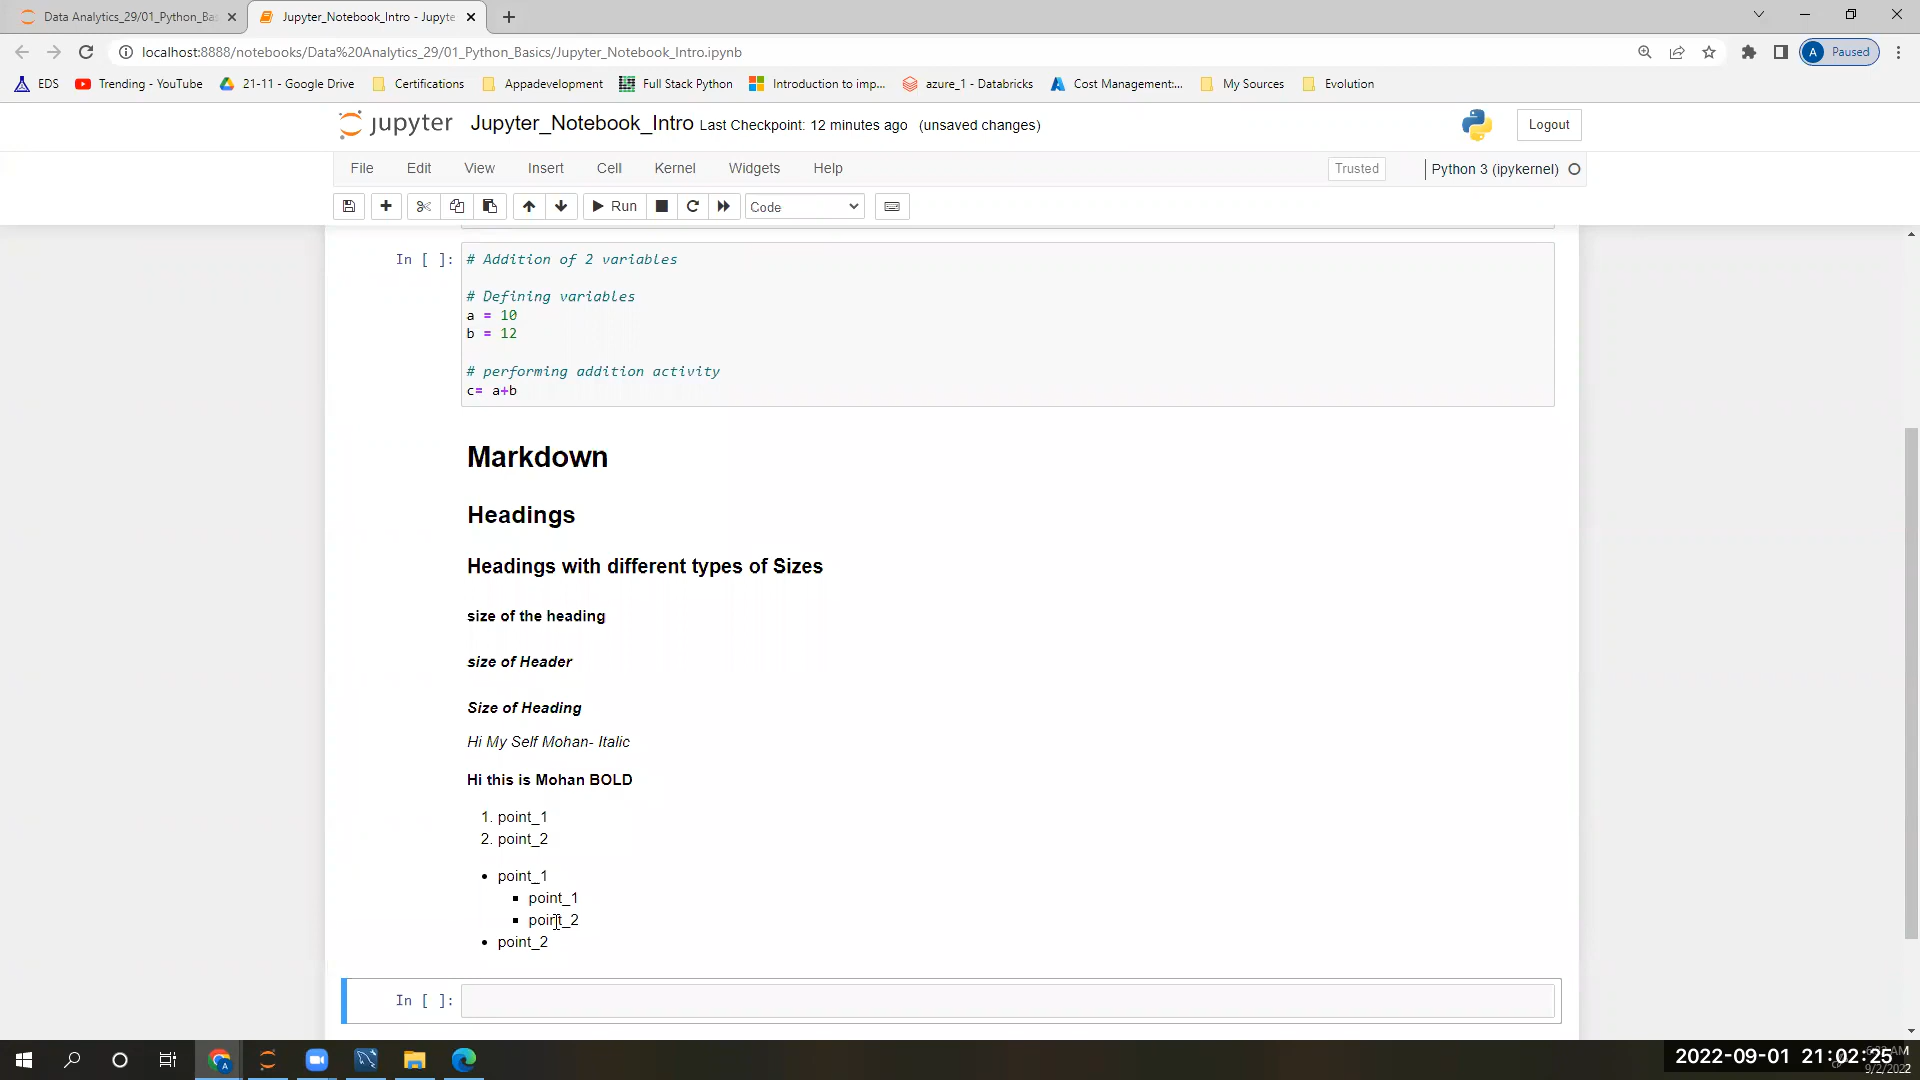 Data Analytics_29/01_Python_Ba
Jupyter_Notebook_Intro - Jupyte
localhost:8888/notebooks/Data%20Analytics_29/01_Python_Basics/Jupyter_Notebook_Intro.ipynb
A Paused
EDS
Trending - YouTube
21-11 - Google Drive
Certifications
Appadevelopment
Full Stack Python
Introduction to imp...
azure_1 - Databricks
Cost Management:...
My Sources
Evolution
jupyter Jupyter_Notebook_Intro Last Checkpoint: 12 minutes ago (unsaved changes)
Logout
File Edit View Insert Cell Kernel Widgets Help
Trusted
Python 3 (ipykernel)
Run
Code
In [ ]: # Addition of 2 variables
# Defining variables
a = 10
b = 12
# performing addition activity
c= a+b
Markdown
Headings
Headings with different types of Sizes
size of the heading
size of Header
Size of Heading
Hi My Self Mohan- Italic
Hi this is Mohan BOLD
1. point_1
2. point_2
• point_1
▪ point_1
▪ point_2
• point_2
In [ ]:
2022-09-01 21:02:25